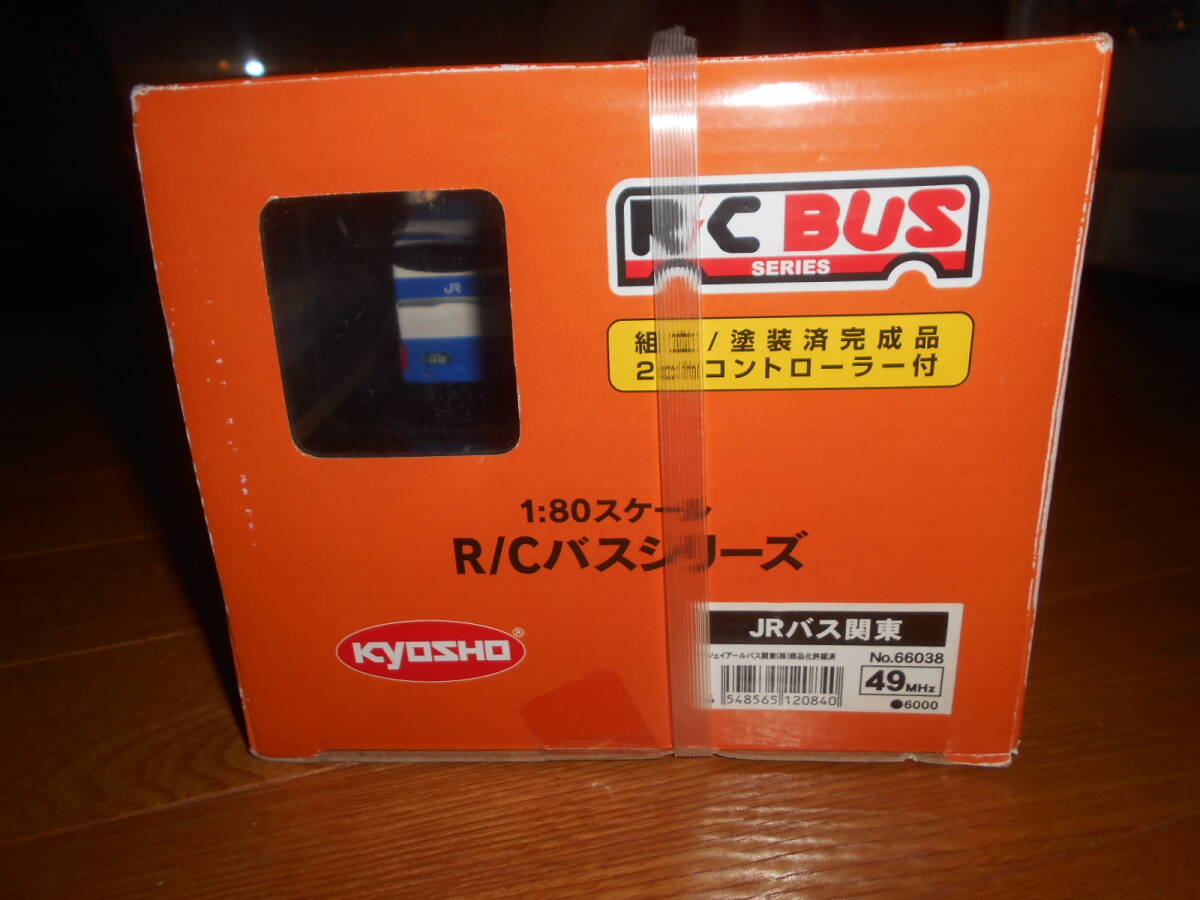 JR
R/C BUS
SERIES
組 / 塗装済完成品
2 コントローラー付
1:80スケール
R/Cバスシリーズ
KYOSHO®
JRバス関東
ジェイアールバス関東(株)商品化許諾済
No.66038
49MHz
4 548565 120840
●6000